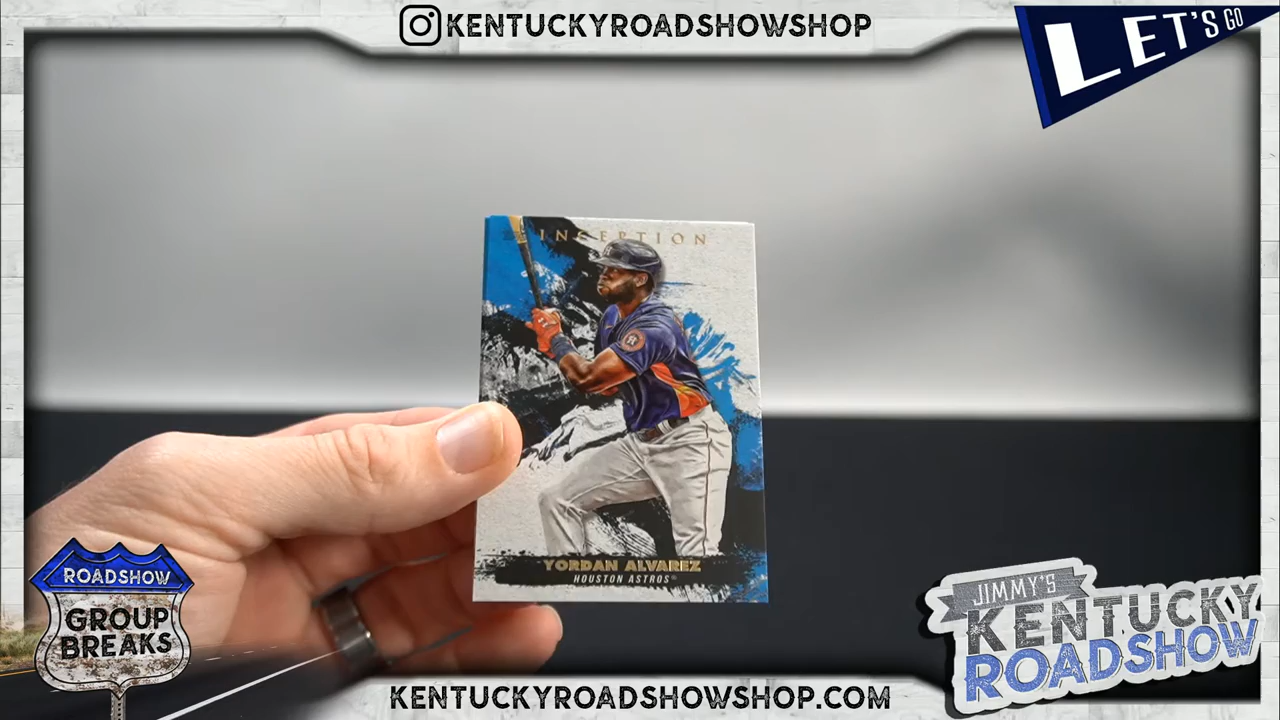 KENTUCKYROADSHOWSHOP
LET'S GO
INCEPTION
YORDAN ALVAREZ
HOUSTON ASTROS
ROADSHOW
GROUP
BREAKS
JIMMY'S
KENTUCKY
ROADSHOW
KENTUCKYROADSHOWSHOP.COM